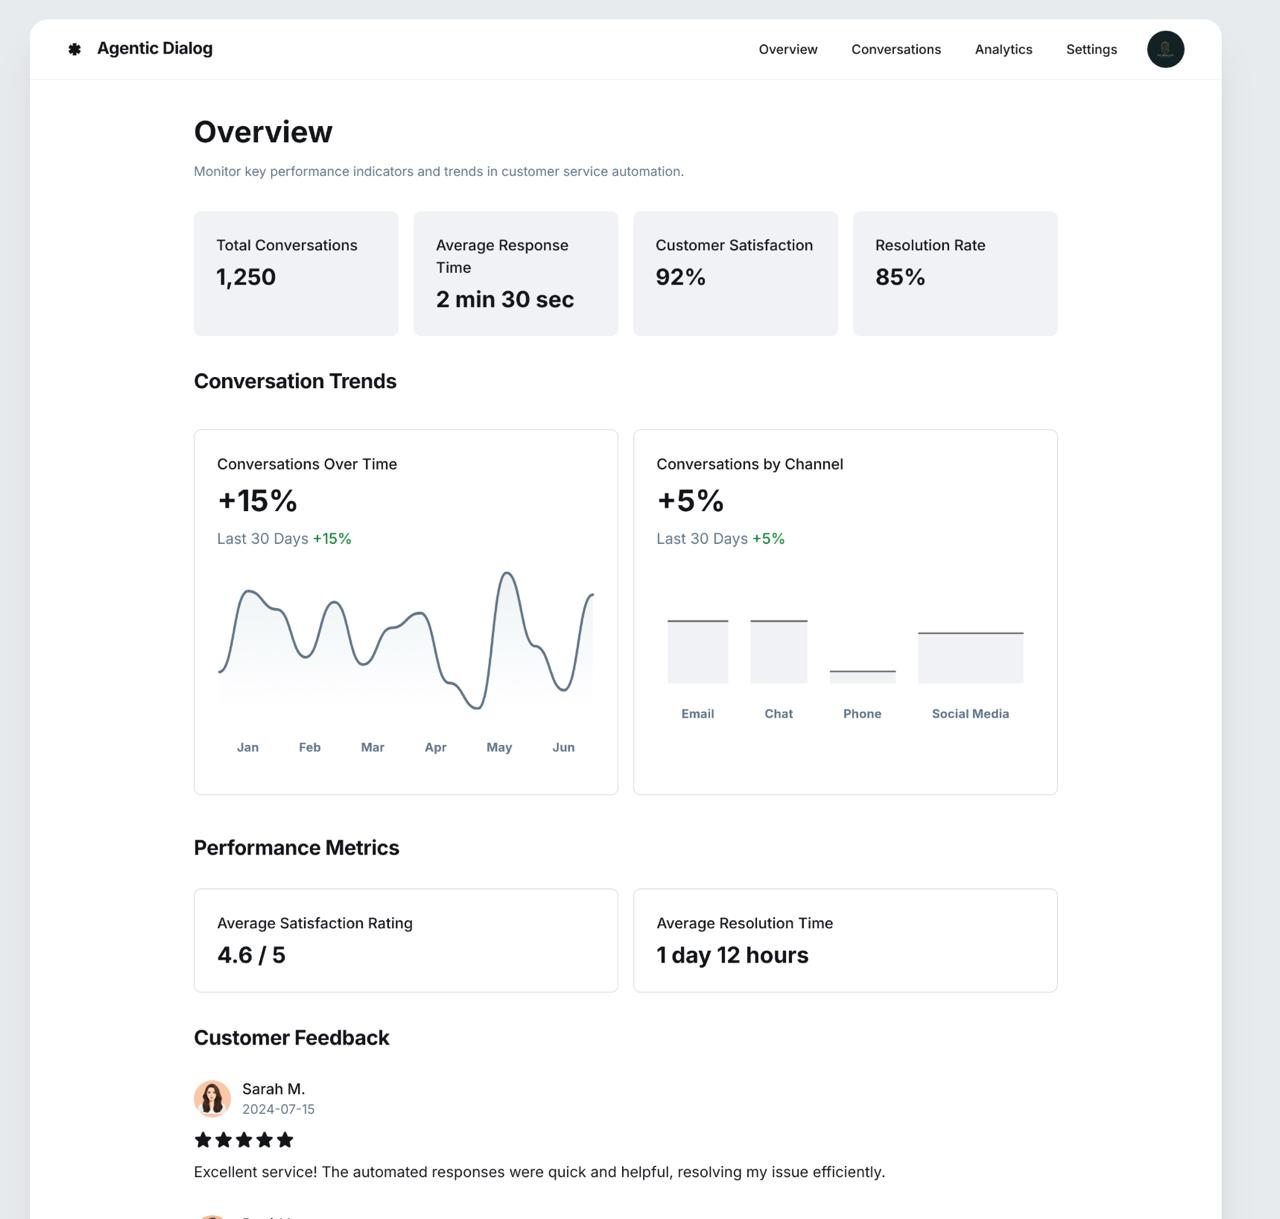 Agentic Dialog
Overview
Conversations
Analytics
Settings
Overview
Monitor key performance indicators and trends in customer service automation.
Total Conversations
1,250
Average Response
Time
2 min 30 sec
Customer Satisfaction
92%
Resolution Rate
85%
Conversation Trends
Conversations Over Time
+15%
Last 30 Days +15%
Jan Feb Mar Apr May Jun
Conversations by Channel
+5%
Last 30 Days +5%
Email Chat Phone Social Media
Performance Metrics
Average Satisfaction Rating
4.6 / 5
Average Resolution Time
1 day 12 hours
Customer Feedback
Sarah M.
2024-07-15
Excellent service! The automated responses were quick and helpful, resolving my issue efficiently.